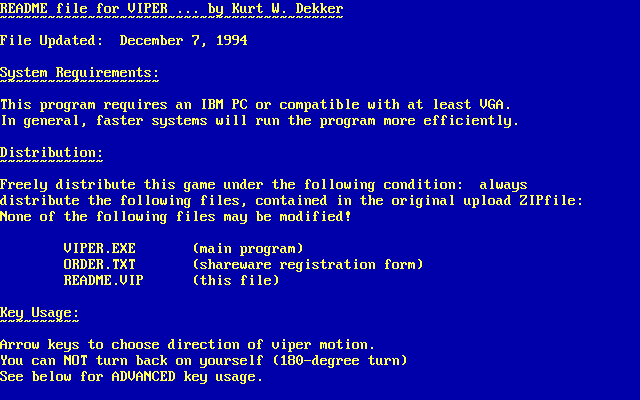 README file for VIPER ... by Kurt W. Dekker
~~~~~~~~~~~~~~~~~~~~~~~~~~~~~~~~~~~~~~~~~~~
File Updated:  December 7, 1994
System Requirements:
~~~~~~~~~~~~~~~~~~~~
This program requires an IBM PC or compatible with at least VGA.
In general, faster systems will run the program more efficiently.
Distribution:
~~~~~~~~~~~~~
Freely distribute this game under the following condition:  always
distribute the following files, contained in the original upload ZIPfile:
None of the following files may be modified!
VIPER.EXE       (main program)
ORDER.TXT       (shareware registration form)
README.VIP      (this file)
Key Usage:
~~~~~~~~~~
Arrow keys to choose direction of viper motion.
You can NOT turn back on yourself (180-degree turn)
See below for ADVANCED key usage.